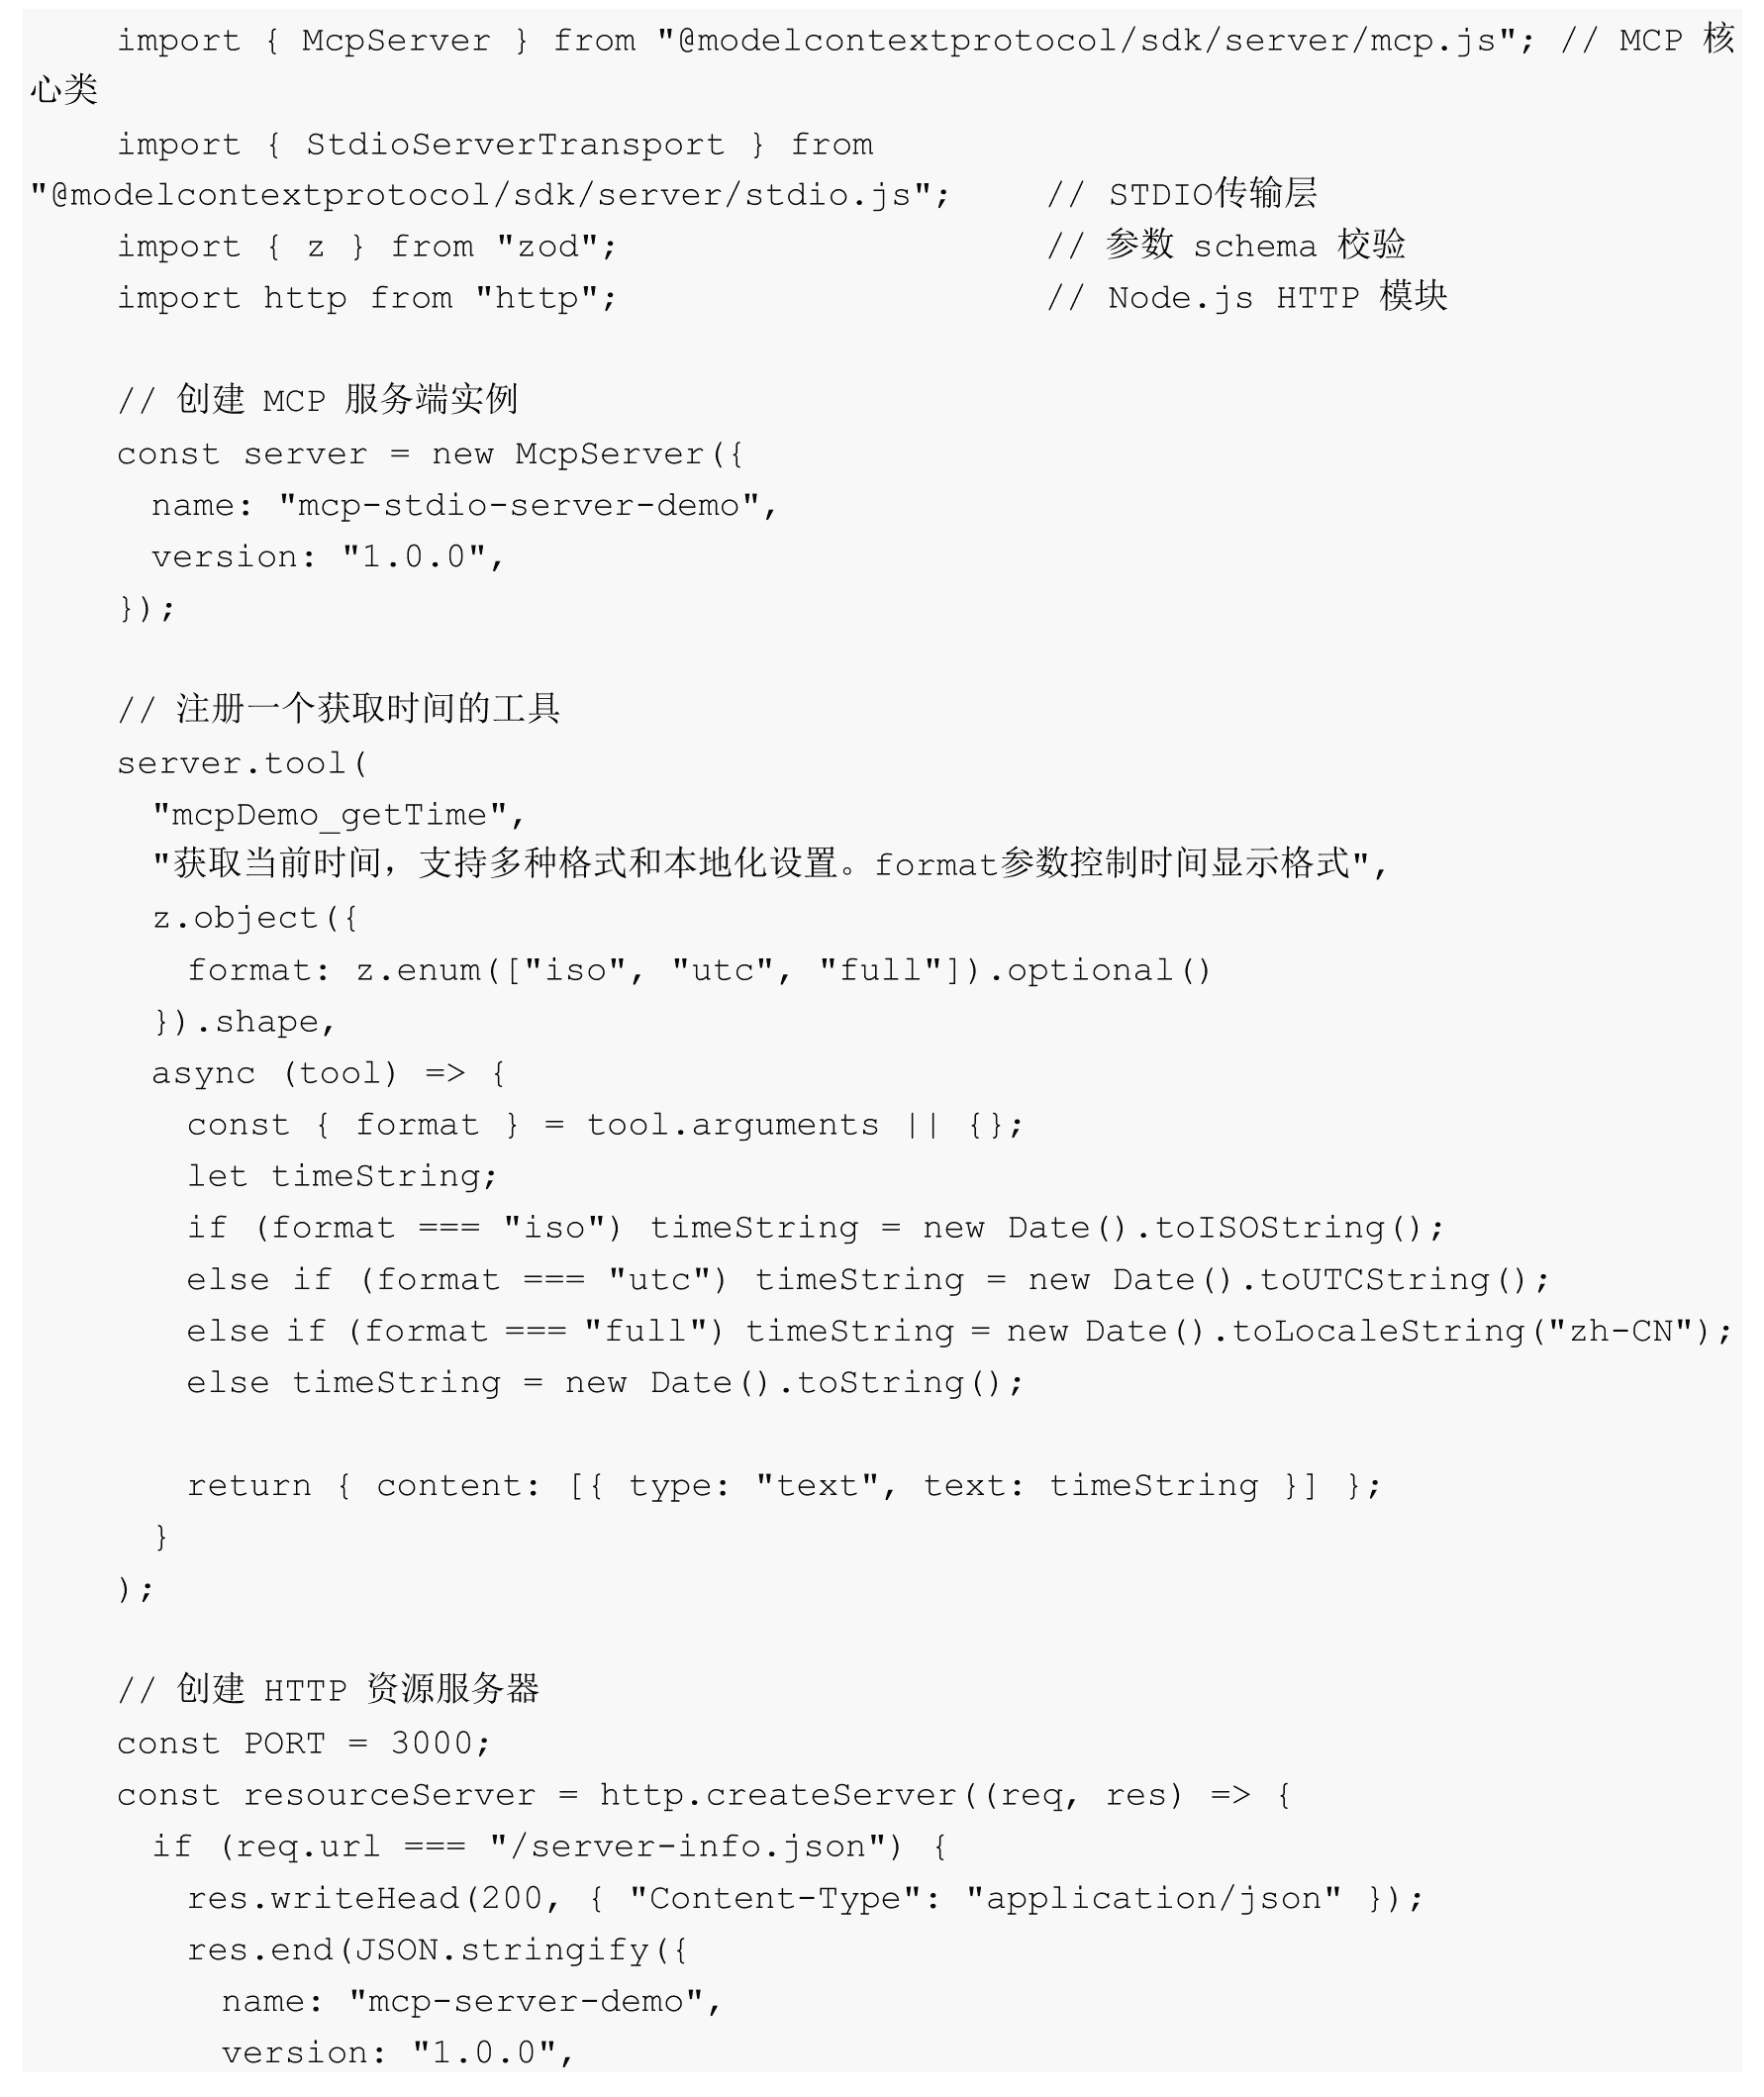 import { McpServer } from "@modelcontextprotocol/sdk/server/mcp.js"; // MCP 核
心类
import { StdioServerTransport } from
"@modelcontextprotocol/sdk/server/stdio.js"; // STDIO传输层
import { z } from "zod"; // 参数 schema 校验
import http from "http"; // Node.js HTTP 模块
// 创建 MCP 服务端实例
const server = new McpServer({
name: "mcp-stdio-server-demo",
version: "1.0.0",
});
// 注册一个获取时间的工具
server.tool(
"mcpDemo_getTime",
"获取当前时间，支持多种格式和本地化设置。format参数控制时间显示格式",
z.object({
format: z.enum(["iso", "utc", "full"]).optional()
}).shape,
async (tool) => {
const { format } = tool.arguments || {};
let timeString;
if (format === "iso") timeString = new Date().toISOString();
else if (format === "utc") timeString = new Date().toUTCString();
else if (format === "full") timeString = new Date().toLocaleString("zh-CN");
else timeString = new Date().toString();
return { content: [{ type: "text", text: timeString }] };
}
);
// 创建 HTTP 资源服务器
const PORT = 3000;
const resourceServer = http.createServer((req, res) => {
if (req.url === "/server-info.json") {
res.writeHead(200, { "Content-Type": "application/json" });
res.end(JSON.stringify({
name: "mcp-server-demo",
version: "1.0.0",